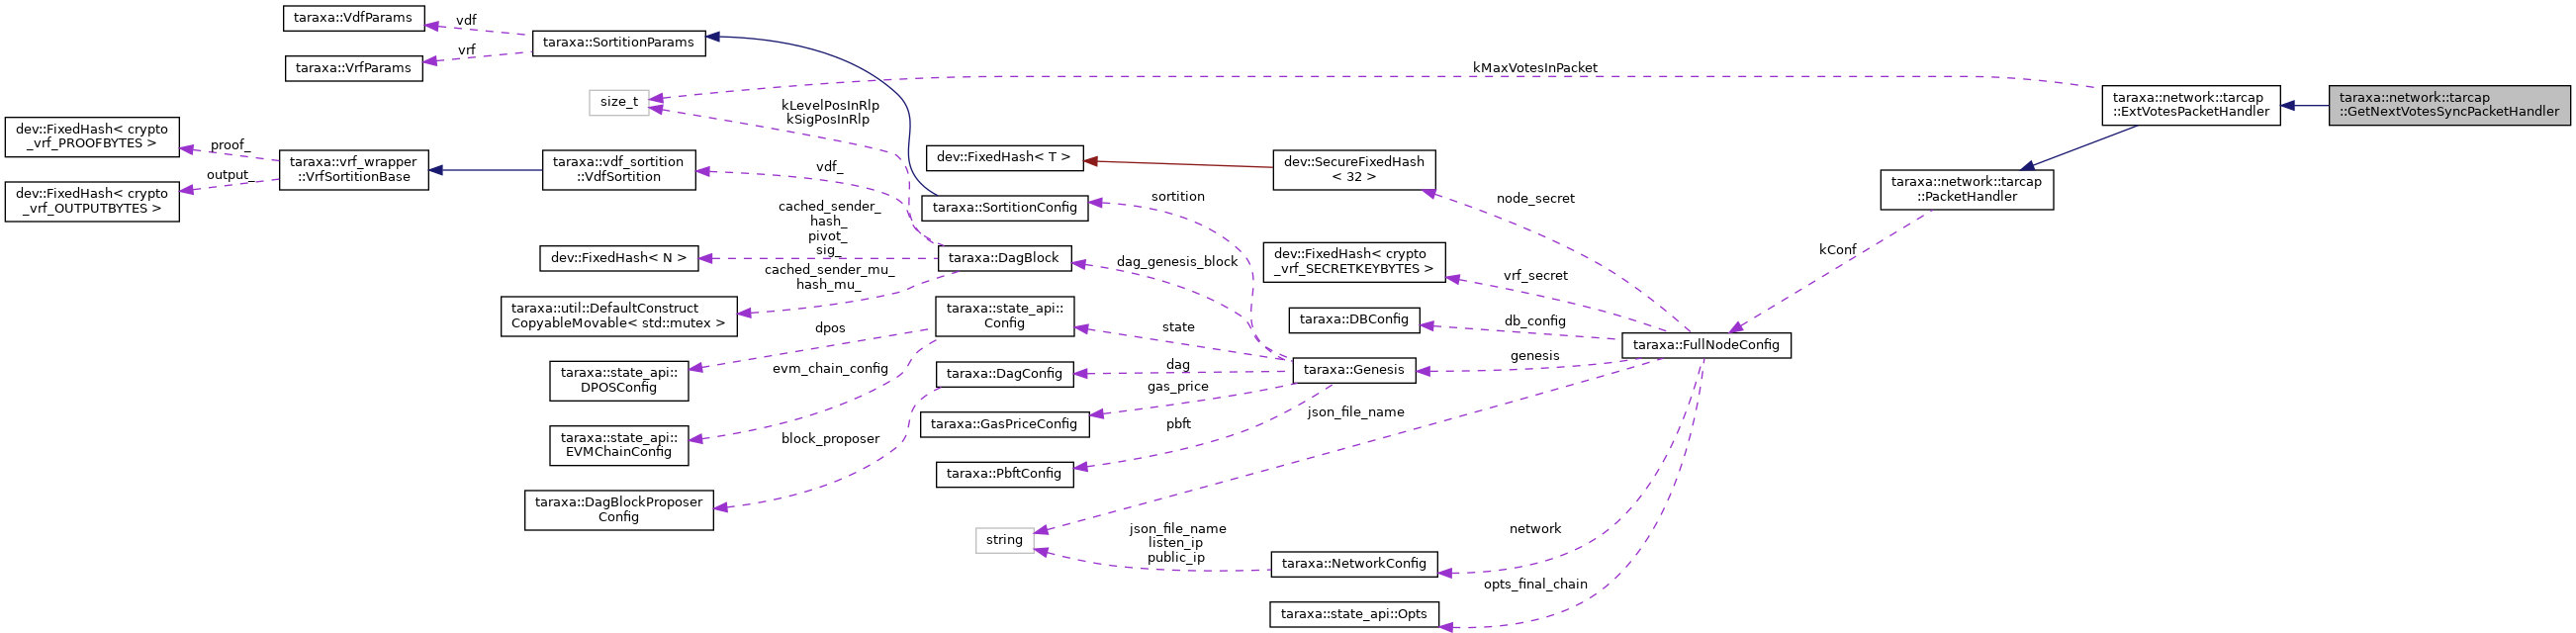 taraxa::VdfParams
vdf
taraxa::SortitionParams
vrf
taraxa::VrfParams
kMaxVotesInPacket
size_t
taraxa::network::tarcap
::ExtVotesPacketHandler
taraxa::network::tarcap
::GetNextVotesSyncPacketHandler
kLevelPosInRlp
kSigPosInRlp
dev::FixedHash< crypto
_vrf_PROOFBYTES >
proof_
taraxa::vrf_wrapper
::VrfSortitionBase
output_
dev::FixedHash< crypto
_vrf_OUTPUTBYTES >
taraxa::vdf_sortition
::VdfSortition
vdf_
dev::FixedHash< T >
dev::SecureFixedHash
< 32 >
taraxa::network::tarcap
::PacketHandler
sortition
node_secret
taraxa::SortitionConfig
cached_sender_
hash_
pivot_
sig_
dev::FixedHash< N >
taraxa::DagBlock
dag_genesis_block
dev::FixedHash< crypto
_vrf_SECRETKEYBYTES >
vrf_secret
kConf
cached_sender_mu_
hash_mu_
taraxa::util::DefaultConstruct
CopyableMovable< std::mutex >
taraxa::state_api::
Config
state
taraxa::DBConfig
db_config
taraxa::FullNodeConfig
dpos
genesis
taraxa::state_api::
DPOSConfig
evm_chain_config
taraxa::DagConfig
dag
taraxa::Genesis
gas_price
json_file_name
taraxa::GasPriceConfig
pbft
taraxa::state_api::
EVMChainConfig
block_proposer
taraxa::PbftConfig
taraxa::DagBlockProposer
Config
string
json_file_name
listen_ip
public_ip
network
taraxa::NetworkConfig
opts_final_chain
taraxa::state_api::Opts